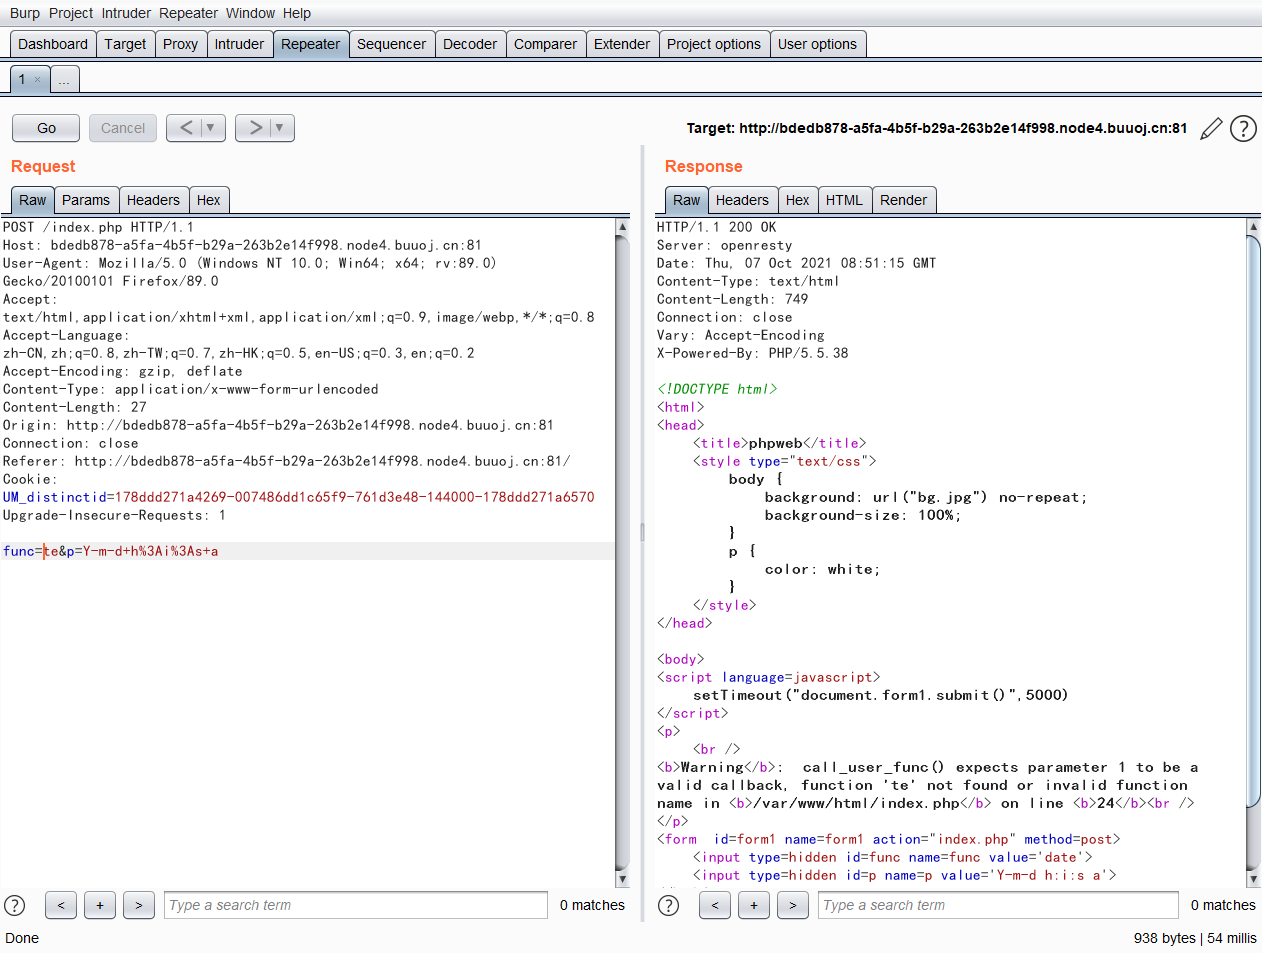 Burp Project Intruder Repeater Window Help
Dashboard Target Proxy Intruder Repeater Sequencer Decoder Comparer Extender Project options User options
1 × ...
Go Cancel < ▼ > ▼ Target: http://bdedb878-a5fa-4b5f-b29a-263b2e14f998.node4.buuoj.cn:81 ?
Request
Raw Params Headers Hex
POST /index.php HTTP/1.1
Host: bdedb878-a5fa-4b5f-b29a-263b2e14f998.node4.buuoj.cn:81
User-Agent: Mozilla/5.0 (Windows NT 10.0; Win64; x64; rv:89.0)
Gecko/20100101 Firefox/89.0
Accept:
text/html,application/xhtml+xml,application/xml;q=0.9,image/webp,*/*;q=0.8
Accept-Language:
zh-CN,zh;q=0.8,zh-TW;q=0.7,zh-HK;q=0.5,en-US;q=0.3,en;q=0.2
Accept-Encoding: gzip, deflate
Content-Type: application/x-www-form-urlencoded
Content-Length: 27
Origin: http://bdedb878-a5fa-4b5f-b29a-263b2e14f998.node4.buuoj.cn:81
Connection: close
Referer: http://bdedb878-a5fa-4b5f-b29a-263b2e14f998.node4.buuoj.cn:81/
Cookie:
UM_distinctid=178ddd271a4269-007486dd1c65f9-761d3e48-144000-178ddd271a6570
Upgrade-Insecure-Requests: 1
func=te&p=Y-m-d+h%3Ai%3As+a
? < + > Type a search term 0 matches
Response
Raw Headers Hex HTML Render
HTTP/1.1 200 OK
Server: openresty
Date: Thu, 07 Oct 2021 08:51:15 GMT
Content-Type: text/html
Content-Length: 749
Connection: close
Vary: Accept-Encoding
X-Powered-By: PHP/5.5.38
<!DOCTYPE html>
<html>
<head>
<title>phpweb</title>
<style type="text/css">
body {
background: url("bg.jpg") no-repeat;
background-size: 100%;
}
p {
color: white;
}
</style>
</head>
<body>
<script language=javascript>
setTimeout("document.form1.submit()",5000)
</script>
<p>
<br />
<b>Warning</b>:  call_user_func() expects parameter 1 to be a
valid callback, function 'te' not found or invalid function
name in <b>/var/www/html/index.php</b> on line <b>24</b><br />
</p>
<form  id=form1 name=form1 action="index.php" method=post>
<input type=hidden id=func name=func value='date'>
<input type=hidden id=p name=p value='Y-m-d h:i:s a'>
? < + > Type a search term 0 matches
Done 938 bytes | 54 millis